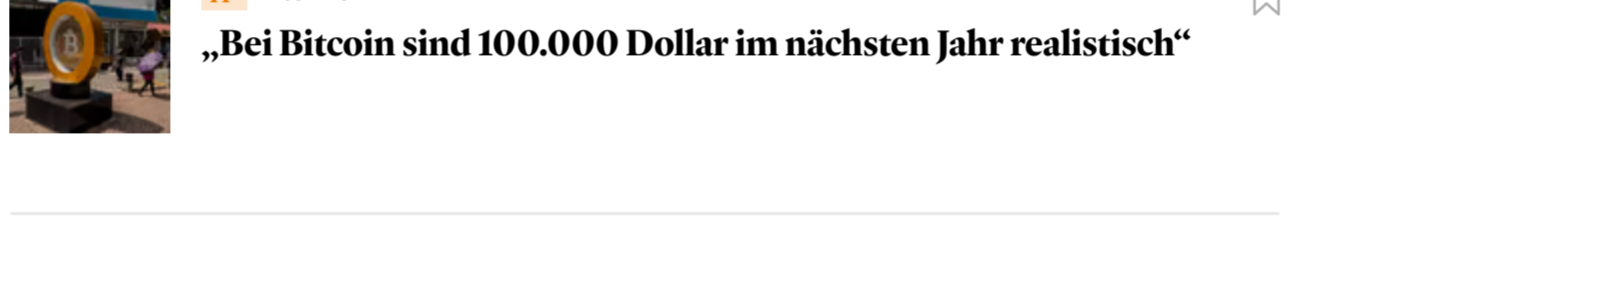 „Bei Bitcoin sind 100.000 Dollar im nächsten Jahr realistisch“